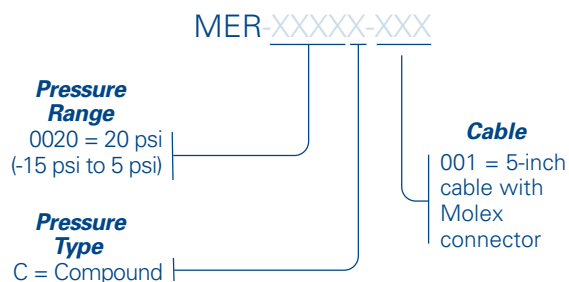 MER-XXXXX-XXX
Pressure
Range
0020 = 20 psi
(-15 psi to 5 psi)
Pressure
Type
C = Compound
Cable
001 = 5-inch
cable with
Molex
connector